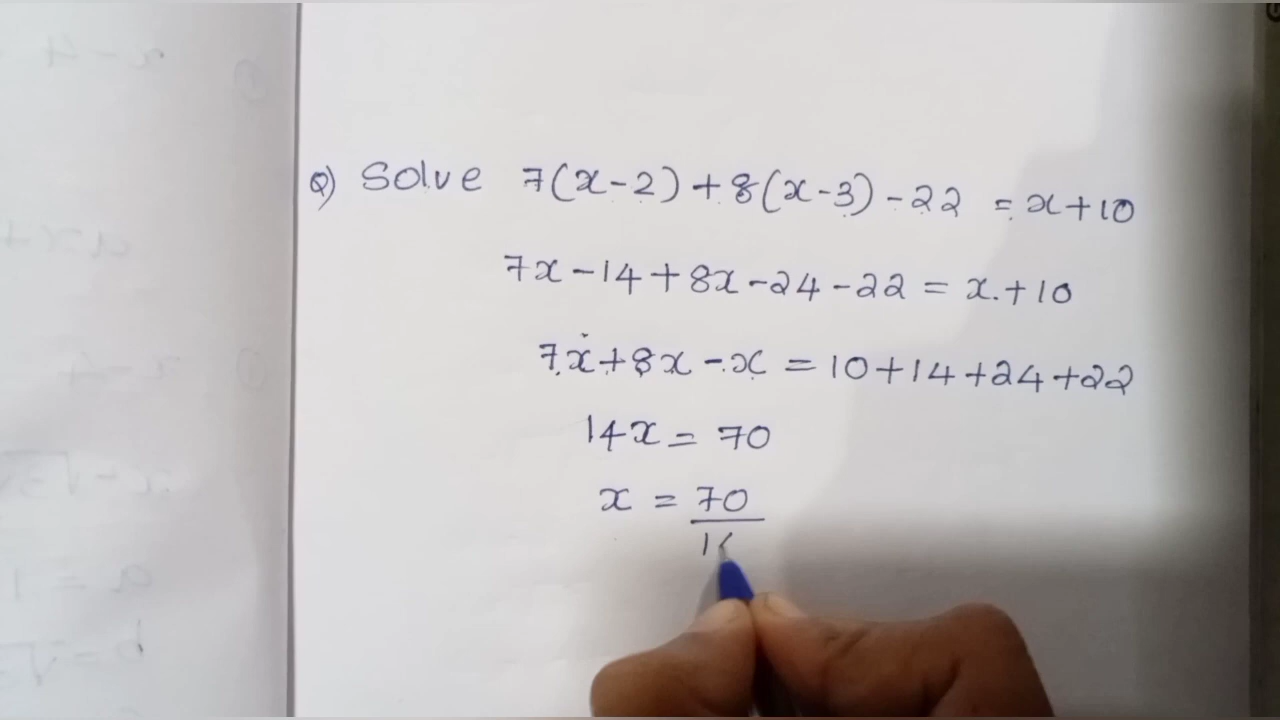 Q) Solve 7(x-2)+8(x-3)-22 = x+10
7x-14+8x-24-22 = x+10
7x+8x-x = 10+14+24+22
14x = 70
x = 70